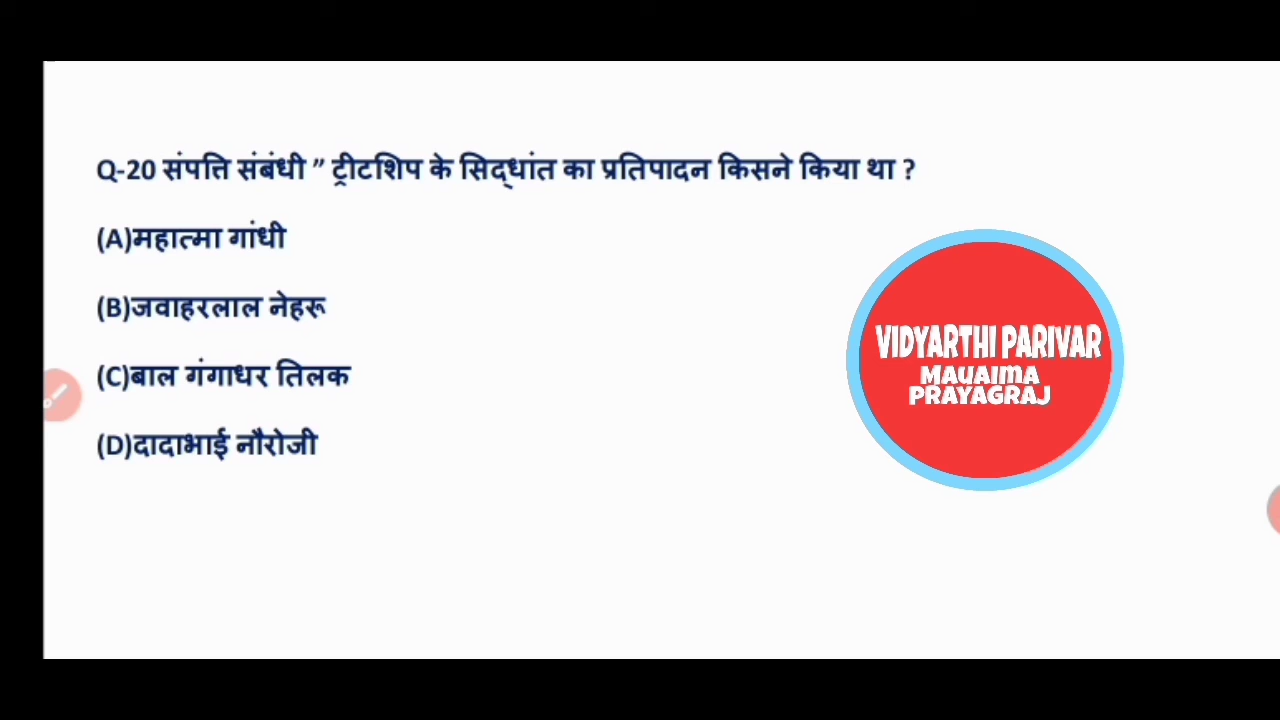 Q-20 संपत्ति संबंधी ” ट्रीटशिप के सिद्धांत का प्रतिपादन किसने किया था ?
(A)महात्मा गांधी
(B)जवाहरलाल नेहरू
(C)बाल गंगाधर तिलक
(D)दादाभाई नौरोजी
VIDYARTHI PARIVAR
MAUAIMA
PRAYAGRAJ